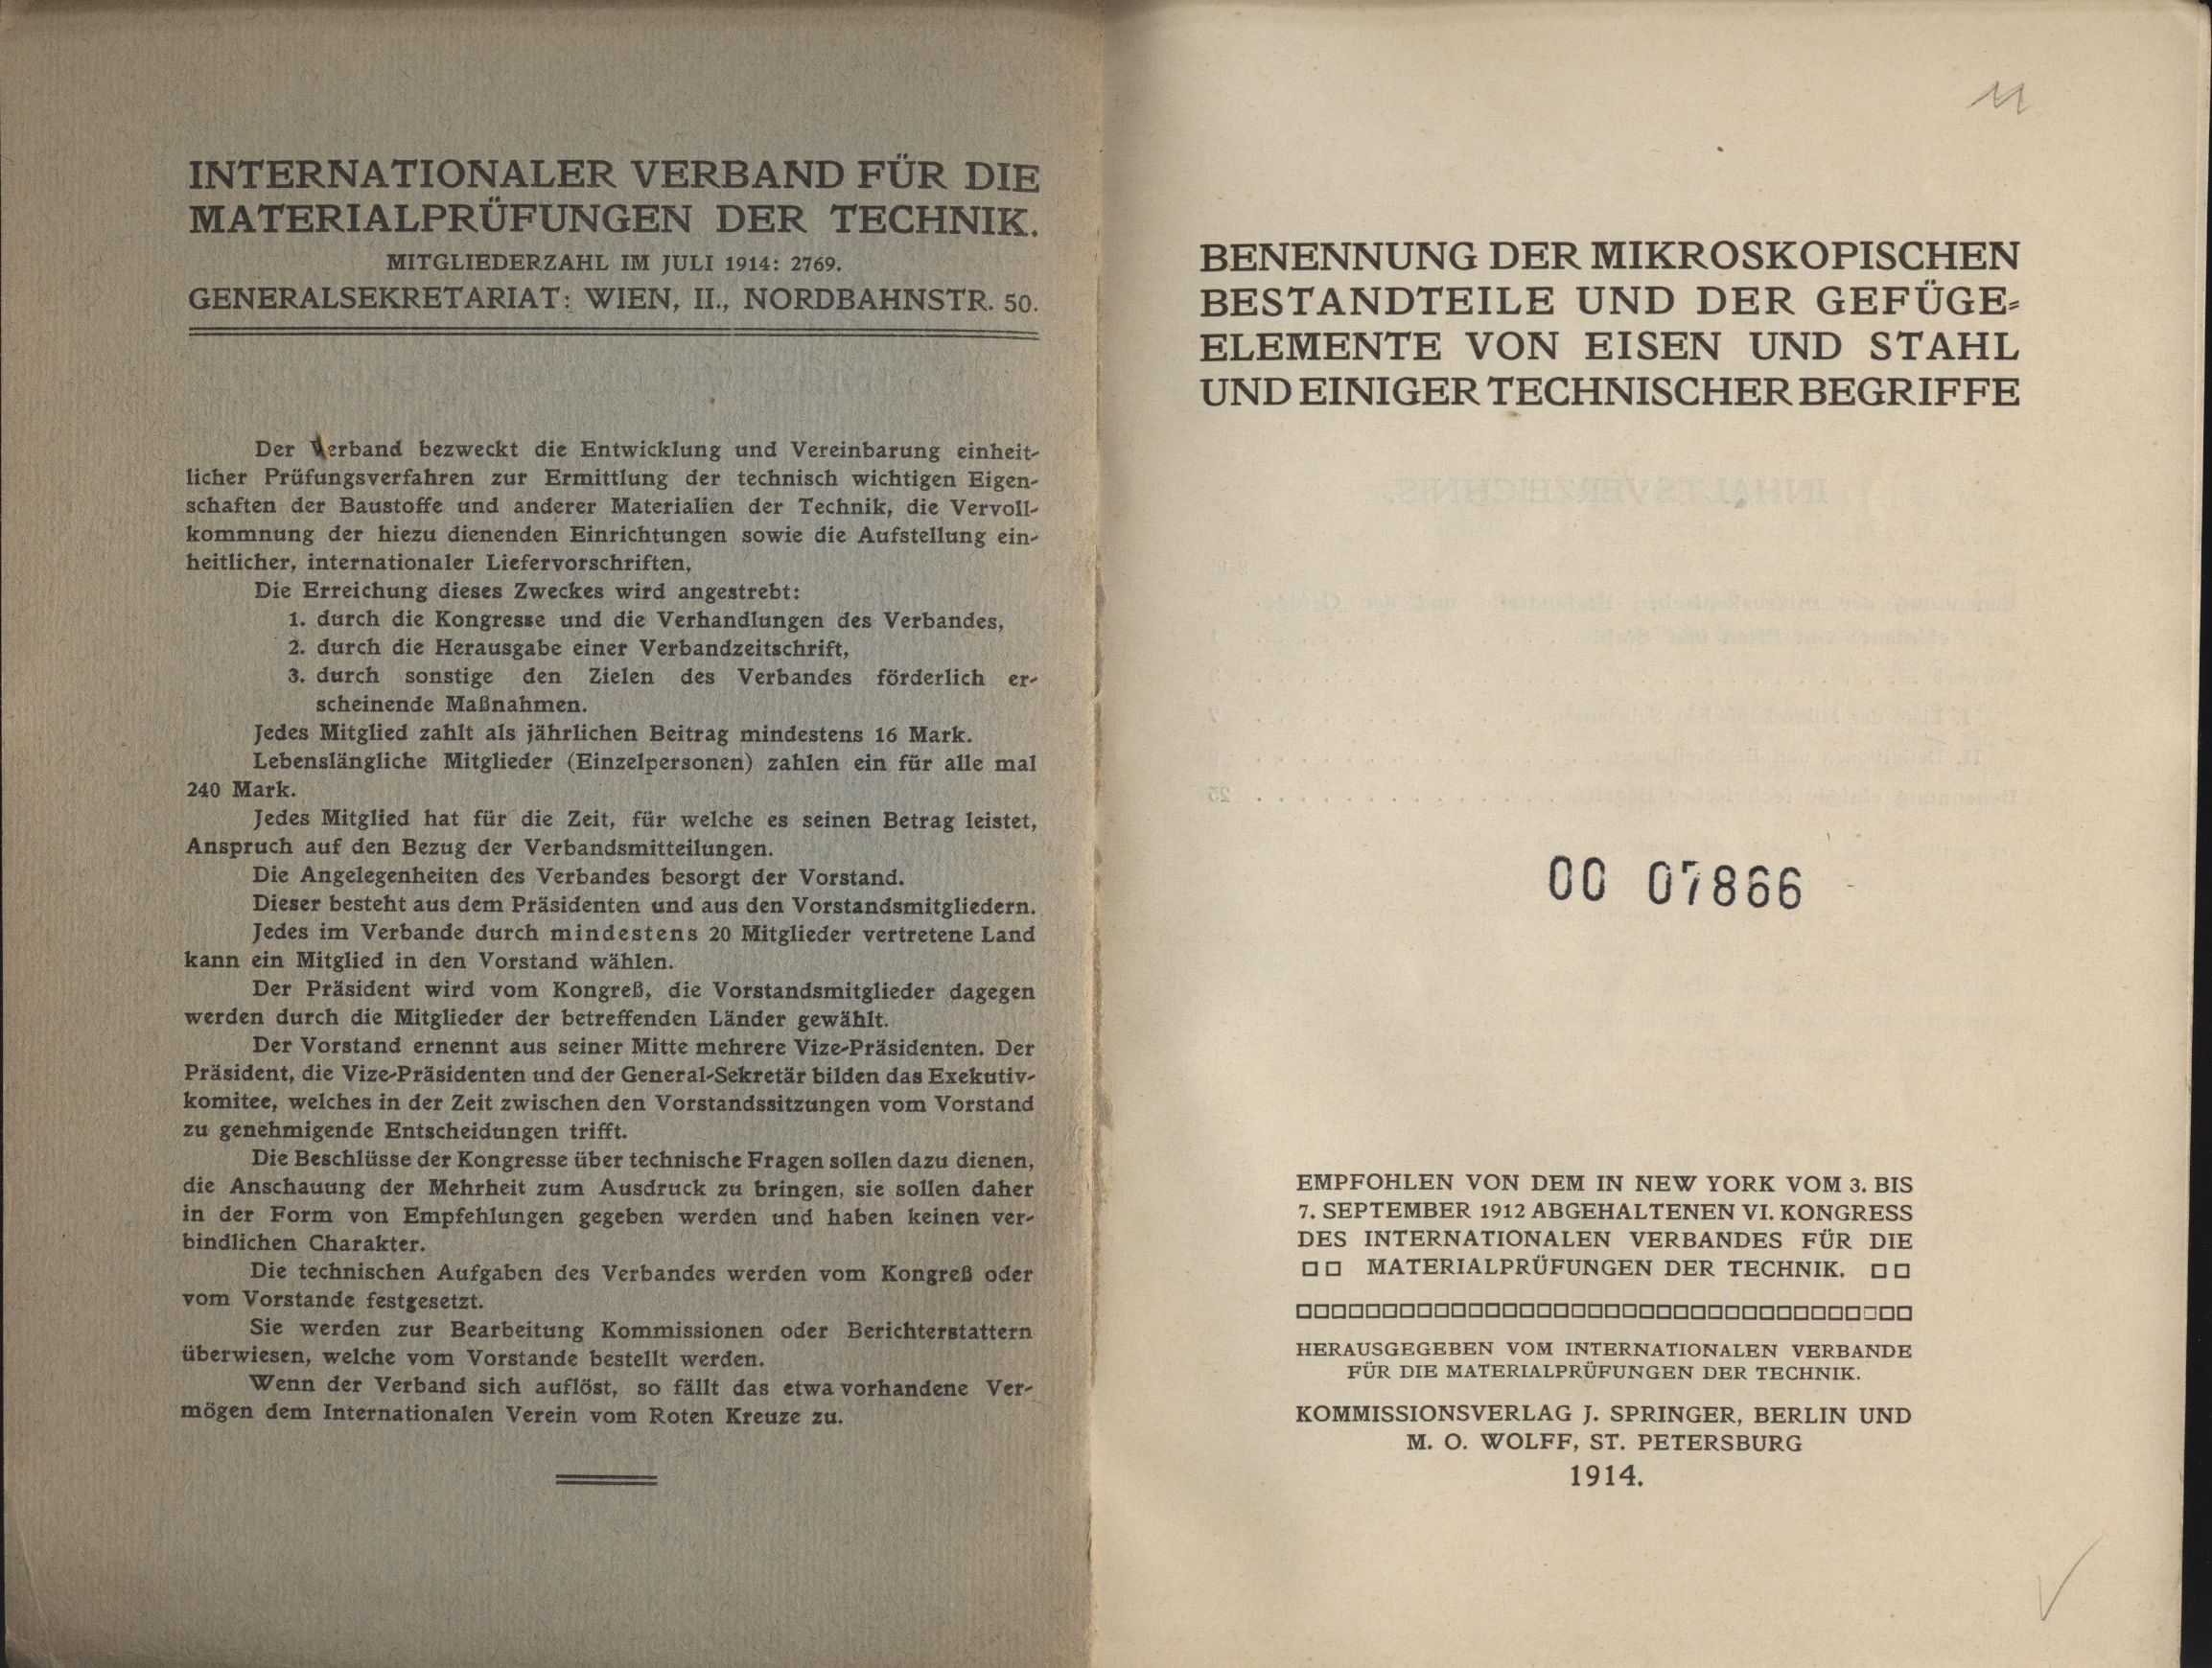 INTERNATIONALER VERBAND FÜR DIE
MATERIALPRÜFUNGEN DER TECHNIK.
MITGLIEDERZAHL IM JULI 1914: 2769.
GENERALSEKRETARIAT: WIEN, II., NORDBAHNSTR. 50.
Der Verband bezweckt die Entwicklung und Vereinbarung einheit-
licher Prüfungsverfahren zur Ermittlung der technisch wichtigen Eigen-
schaften der Baustoffe und anderer Materialien der Technik, die Vervoll-
kommnung der hiezu dienenden Einrichtungen sowie die Aufstellung ein-
heitlicher, internationaler Liefervorschriften,
Die Erreichung dieses Zweckes wird angestrebt:
1. durch die Kongresse und die Verhandlungen des Verbandes,
2. durch die Herausgabe einer Verbandzeitschrift,
3. durch sonstige den Zielen des Verbandes förderlich er-
scheinende Maßnahmen.
Jedes Mitglied zahlt als jährlichen Beitrag mindestens 16 Mark.
Lebenslängliche Mitglieder (Einzelpersonen) zahlen ein für alle mal
240 Mark.
Jedes Mitglied hat für die Zeit, für welche es seinen Betrag leistet,
Anspruch auf den Bezug der Verbandsmitteilungen.
Die Angelegenheiten des Verbandes besorgt der Vorstand.
Dieser besteht aus dem Präsidenten und aus den Vorstandsmitgliedern.
Jedes im Verbande durch mindestens 20 Mitglieder vertretene Land
kann ein Mitglied in den Vorstand wählen.
Der Präsident wird vom Kongreß, die Vorstandsmitglieder dagegen
werden durch die Mitglieder der betreffenden Länder gewählt.
Der Vorstand ernennt aus seiner Mitte mehrere Vize-Präsidenten. Der
Präsident, die Vize-Präsidenten und der General-Sekretär bilden das Exekutiv-
komitee, welches in der Zeit zwischen den Vorstandssitzungen vom Vorstand
zu genehmigende Entscheidungen trifft.
Die Beschlüsse der Kongresse über technische Fragen sollen dazu dienen,
die Anschauung der Mehrheit zum Ausdruck zu bringen, sie sollen daher
in der Form von Empfehlungen gegeben werden und haben keinen ver-
bindlichen Charakter.
Die technischen Aufgaben des Verbandes werden vom Kongreß oder
vom Vorstande festgesetzt.
Sie werden zur Bearbeitung Kommissionen oder Berichterstattern
überwiesen, welche vom Vorstande bestellt werden.
Wenn der Verband sich auflöst, so fällt das etwa vorhandene Ver-
mögen dem Internationalen Verein vom Roten Kreuze zu.
BENENNUNG DER MIKROSKOPISCHEN
BESTANDTEILE UND DER GEFÜGE-
ELEMENTE VON EISEN UND STAHL
UND EINIGER TECHNISCHER BEGRIFFE
00 07866
EMPFOHLEN VON DEM IN NEW YORK VOM 3. BIS
7. SEPTEMBER 1912 ABGEHALTENEN VI. KONGRESS
DES INTERNATIONALEN VERBANDES FÜR DIE
MATERIALPRÜFUNGEN DER TECHNIK.
HERAUSGEGEBEN VOM INTERNATIONALEN VERBANDE
FÜR DIE MATERIALPRÜFUNGEN DER TECHNIK.
KOMMISSIONSVERLAG J. SPRINGER, BERLIN UND
M. O. WOLFF, ST. PETERSBURG
1914.